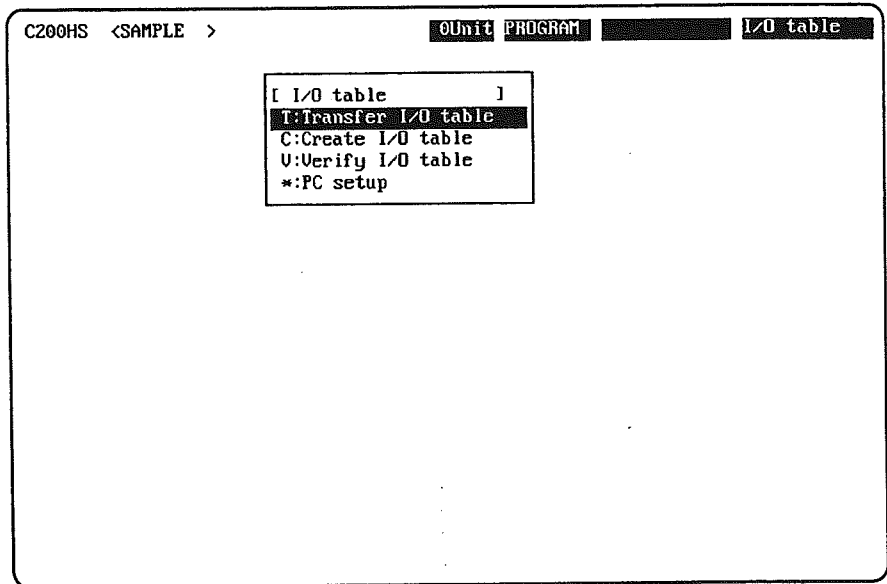 C200HS <SAMPLE > 0Unit PROGRAM I/O table
[ I/O table ]
T:Transfer I/O table
C:Create I/O table
V:Verify I/O table
*:PC setup